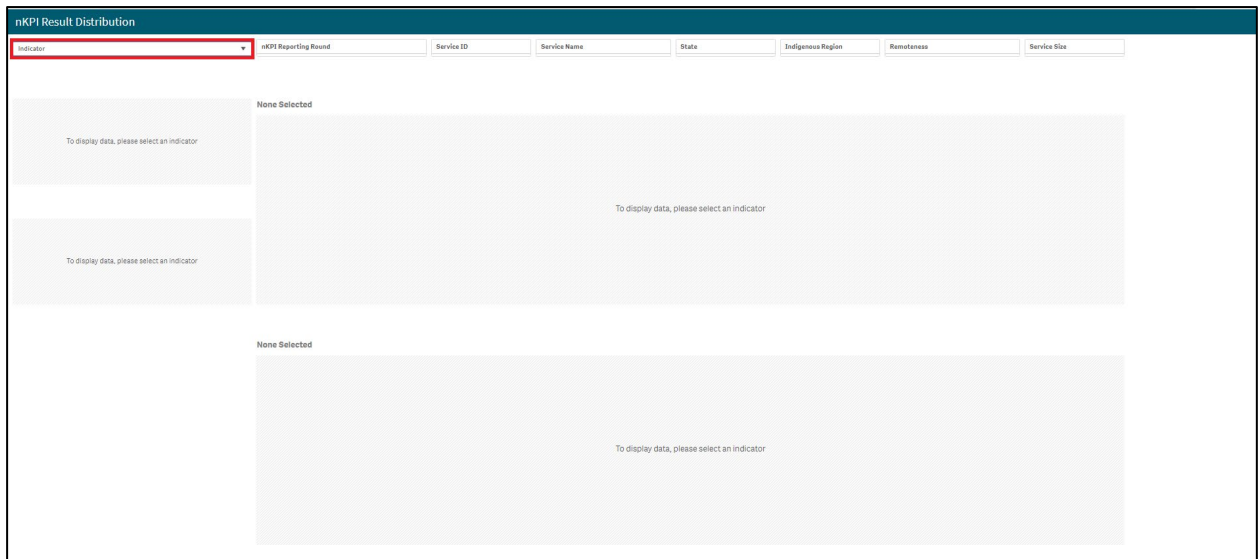 nKPI Result Distribution
Indicator
nKPI Reporting Round
Service ID
Service Name
State
Indigenous Region
Remoteness
Service Size
None Selected
To display data, please select an indicator
To display data, please select an indicator
To display data, please select an indicator
None Selected
To display data, please select an indicator